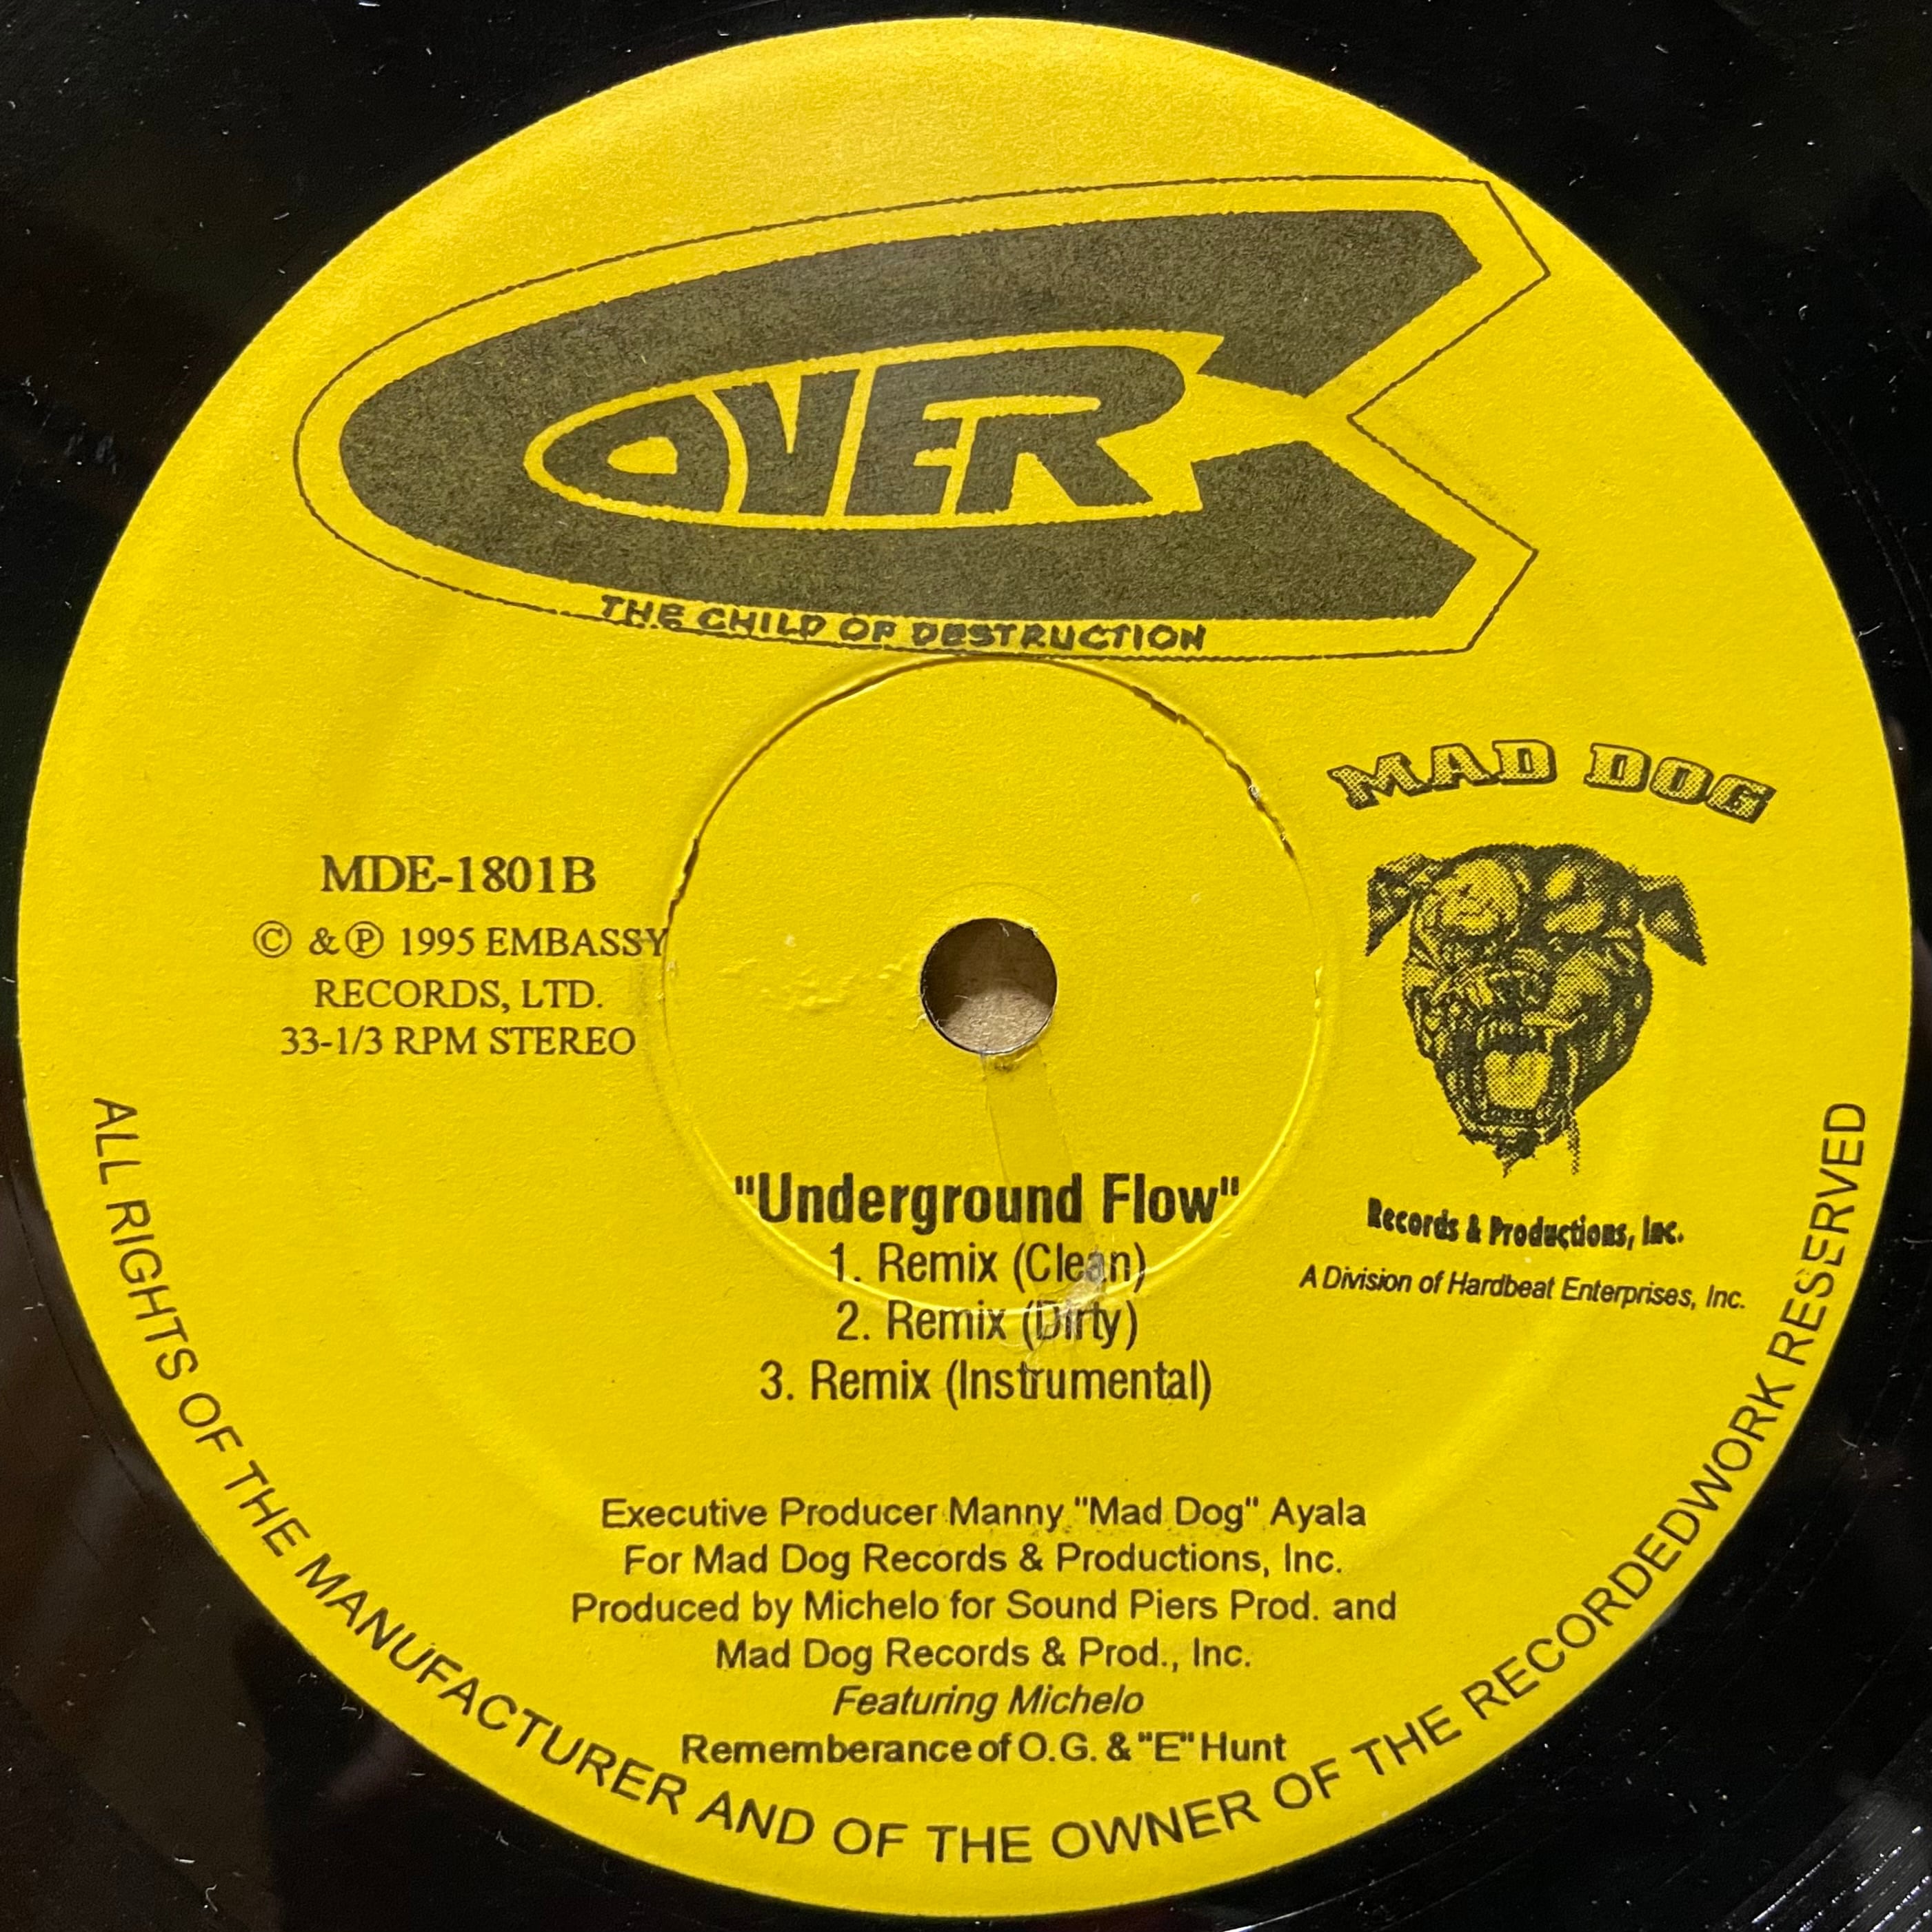 OVER
THE CHILD OF DESTRUCTION
MAD DOG
MDE-1801B
© & ℗ 1995 EMBASSY
RECORDS, LTD.
33-1/3 RPM STEREO
Records & Productions, Inc.
A Division of Hardbeat Enterprises, Inc.
"Underground Flow"
1. Remix (Clean)
2. Remix (Dirty)
3. Remix (Instrumental)
Executive Producer Manny "Mad Dog" Ayala
For Mad Dog Records & Productions, Inc.
Produced by Michelo for Sound Piers Prod. and
Mad Dog Records & Prod., Inc.
Featuring Michelo
Rememberance of O.G. & "E" Hunt
ALL RIGHTS OF THE MANUFACTURER AND OF THE OWNER OF THE RECORDEDWORK RESERVED